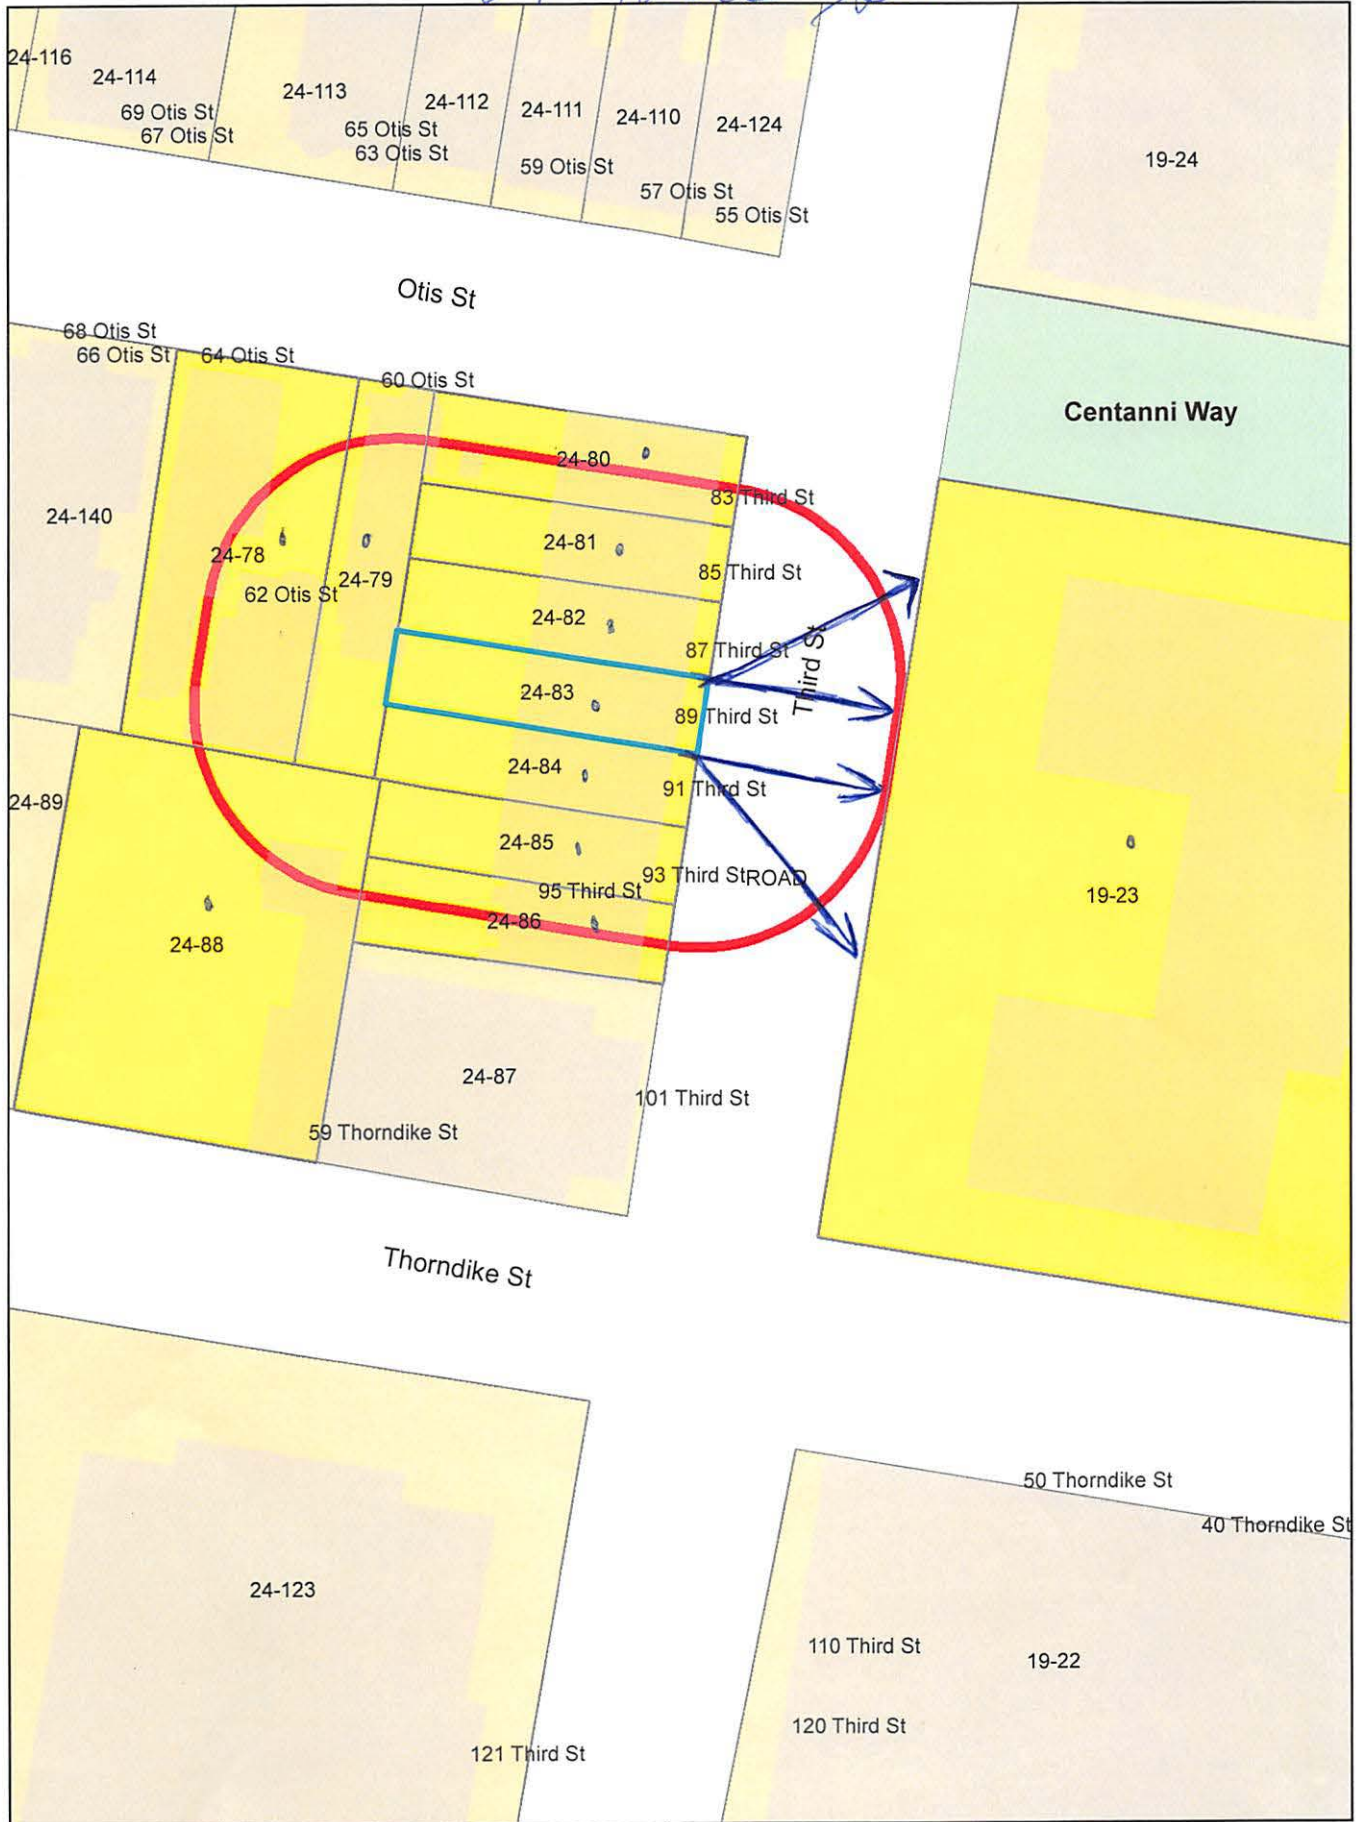 24-116
24-114
69 Otis St
67 Otis St
24-113
65 Otis St
63 Otis St
24-112
24-111
59 Otis St
24-110
57 Otis St
24-124
55 Otis St
19-24
Otis St
Centanni Way
68 Otis St
66 Otis St
64 Otis St
60 Otis St
24-80
83 Third St
24-140
24-78
24-81
85 Third St
62 Otis St
24-79
24-82
87 Third St
Third St
24-83
89 Third St
24-84
91 Third St
24-89
24-85
93 Third St
ROAD
95 Third St
24-86
24-88
19-23
24-87
101 Third St
59 Thorndike St
Thorndike St
50 Thorndike St
40 Thorndike St
24-123
110 Third St
19-22
120 Third St
121 Third St